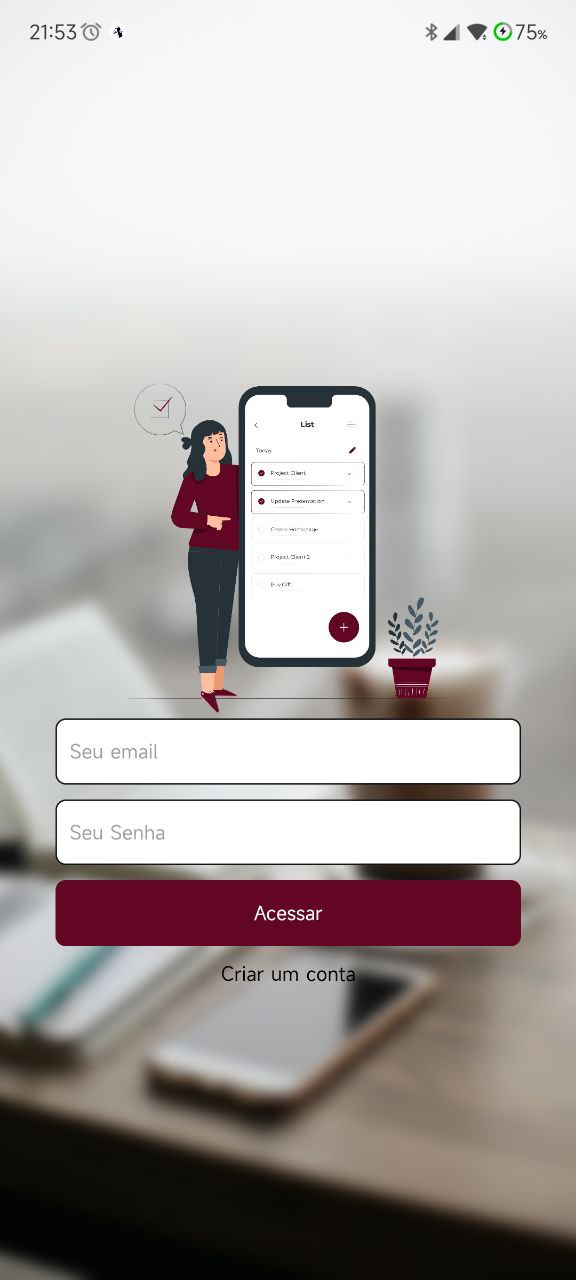 21:53
75%
List
Today
Project Client
Update Presentation
Create Homepage
Project Client 2
Buy Gift
+
Seu email
Seu Senha
Acessar
Criar um conta